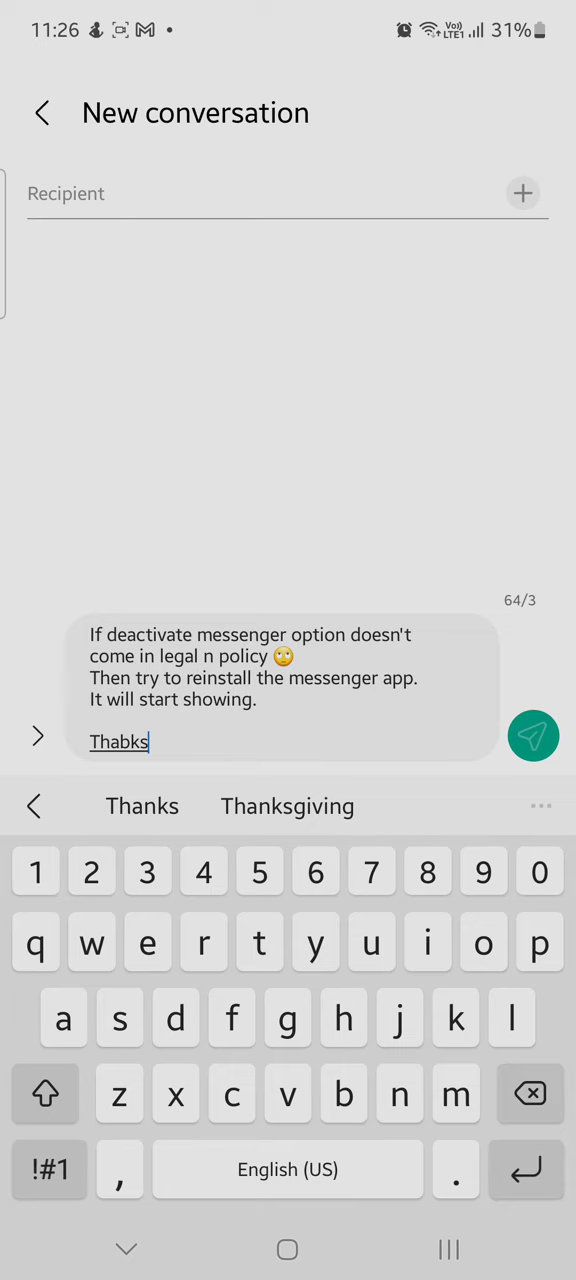 11:26 Vo) LTE1 31%
New conversation
Recipient
64/3
If deactivate messenger option doesn't
come in legal n policy 🙄
Then try to reinstall the messenger app.
It will start showing.
Thabks
Thanks Thanksgiving
1 2 3 4 5 6 7 8 9 0
q w e r t y u i o p
a s d f g h j k l
z x c v b n m
!#1 , English (US) .